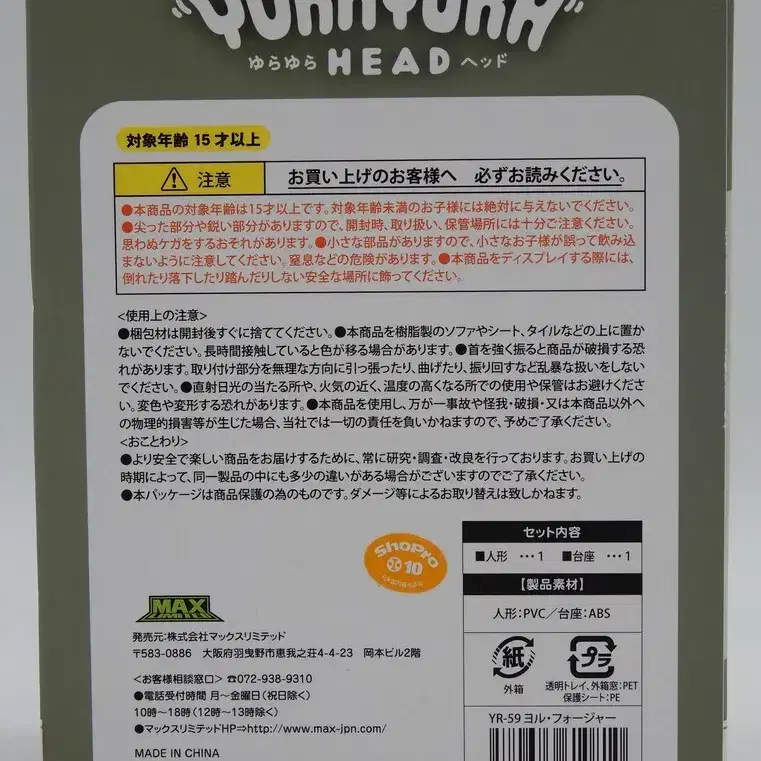 YURAYURA
ゆらゆら HEAD ヘッド
対象年齢 15才以上
注意 お買い上げのお客様へ 必ずお読みください。
●本商品の対象年齢は15才以上です。対象年齢未満のお子様には絶対に与えないでください。
●尖った部分や鋭い部分がありますので、開封時、取り扱い、保管場所には十分ご注意ください。
思わぬケガをするおそれがあります。●小さな部品がありますので、小さなお子様が誤って飲み込
まないように注意してください。窒息などの危険があります。●本商品をディスプレイする際には、
倒れたり落下したり踏んだりしない安全な場所に飾ってください。
<使用上の注意>
●梱包材は開封後すぐに捨ててください。●本商品を樹脂製のソファやシート、タイルなどの上に置か
ないでください。長時間接触していると色が移る場合があります。●首を強く振ると商品が破損する恐
れがあります。取り付け部分を無理な方向に引っ張ったり、曲げたり、振り回すなど乱暴な扱いをしない
でください。●直射日光の当たる所や、火気の近く、温度の高くなる所での使用や保管はお避けくださ
い。変色や変形する恐れがあります。●本商品を使用し、万が一事故や怪我・破損・又は本商品以外へ
の物理的損害等が生じた場合、当社では一切の責任を負いかねますので、予めご了承ください。
<おことわり>
●より安全で楽しい商品をお届けするために、常に研究・調査・改良を行っております。お買い上げの
時期によって、同一製品の中にも多少の違いがある場合がございますのでご了承ください。
●本パッケージは商品保護の為のものです。ダメージ等によるお取り替えは致しかねます。
ShoPro
10
MAX
LIMITED
発売元:株式会社マックスリミテッド
〒583-0886 大阪府羽曳野市恵我之荘4-4-23 岡本ビル2階
<お客様相談窓口> ☎072-938-9310
●電話受付時間 月~金曜日(祝日除く)
10時~18時(12時~13時除く)
●マックスリミテッドHP⇒http://www.max-jpn.com/
MADE IN CHINA
セット内容
■人形 …1 ■台座 …1
【製品素材】
人形:PVC/台座:ABS
紙
外箱
プラ
透明トレイ、外箱窓:PET
保護シート:PE
YR-59 ヨル・フォージャー